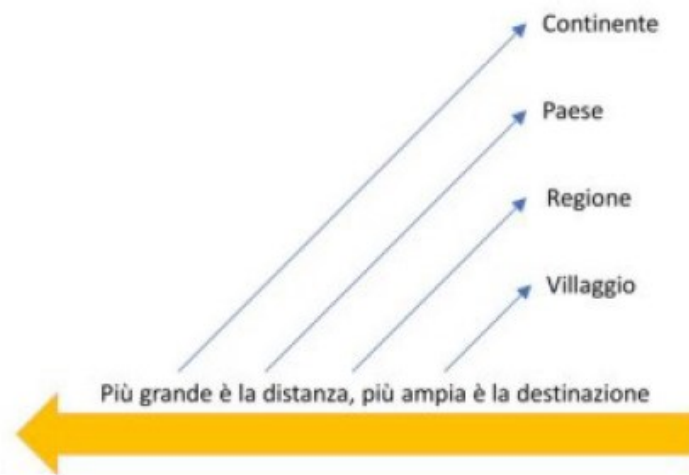 Continente
Paese
Regione
Villaggio
Più grande è la distanza, più ampia è la destinazione